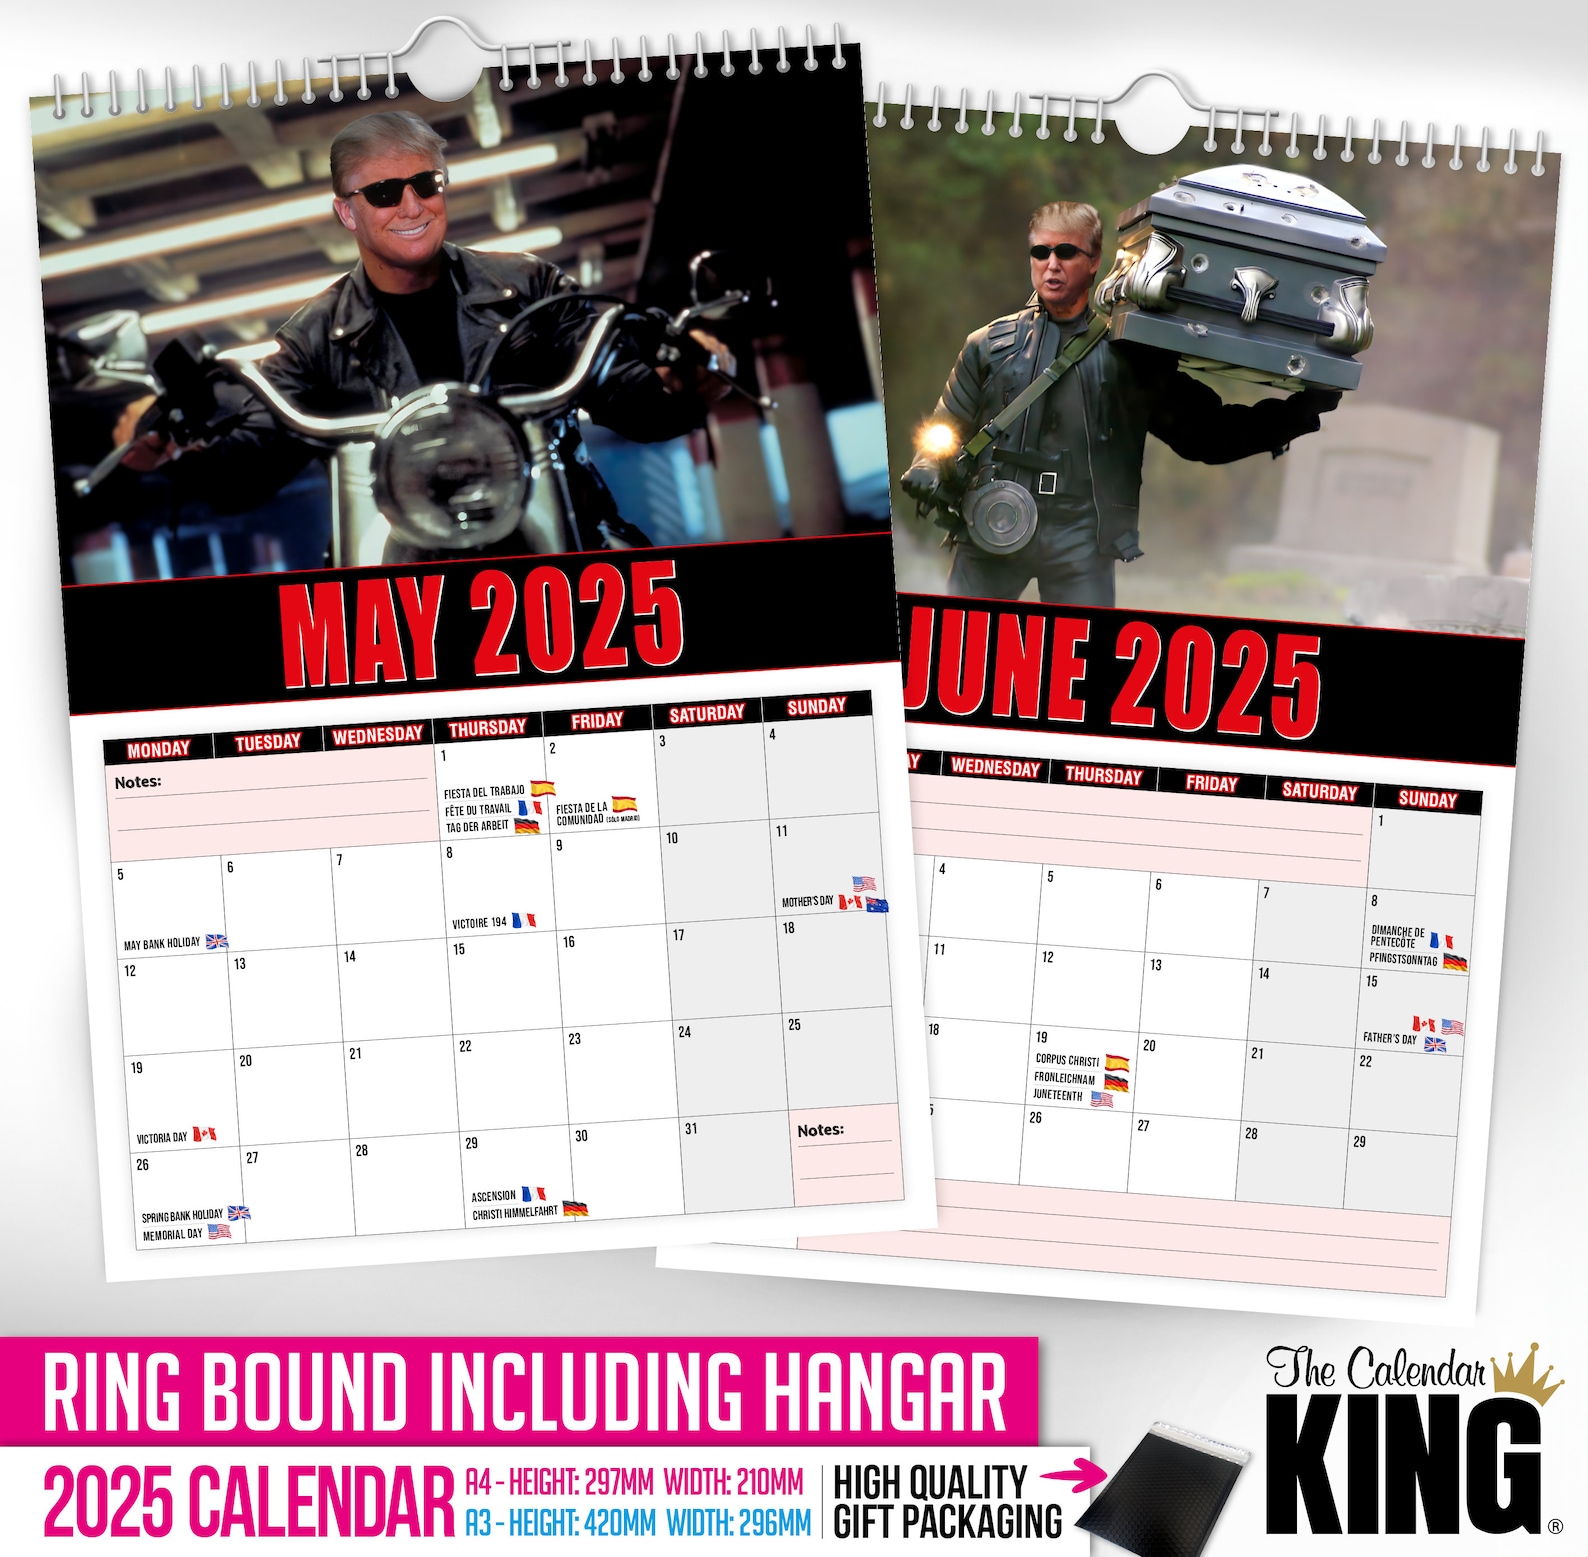 MAY 2025
MONDAY TUESDAY WEDNESDAY THURSDAY FRIDAY SATURDAY SUNDAY
Notes:
1
FIESTA DEL TRABAJO
FÊTE DU TRAVAIL
TAG DER ARBEIT
2
FIESTA DE LA
COMUNIDAD (SÓLO MADRID)
3
4
5
MAY BANK HOLIDAY
6
7
8
VICTOIRE 194
9
10
11
MOTHER'S DAY
12
13
14
15
16
17
18
19
VICTORIA DAY
20
21
22
23
24
25
26
SPRING BANK HOLIDAY
MEMORIAL DAY
27
28
29
ASCENSION
CHRISTI HIMMELFAHRT
30
31
Notes:
JUNE 2025
AY WEDNESDAY THURSDAY FRIDAY SATURDAY SUNDAY
1
4
5
6
7
8
DIMANCHE DE
PENTECÔTE
PFINGSTSONNTAG
11
12
13
14
15
FATHER'S DAY
18
19
CORPUS CHRISTI
FRONLEICHNAM
JUNETEENTH
20
21
22
5
26
27
28
29
RING BOUND INCLUDING HANGAR
2025 CALENDAR
A4 - HEIGHT: 297MM WIDTH: 210MM
A3 - HEIGHT: 420MM WIDTH: 296MM
HIGH QUALITY
GIFT PACKAGING
The Calendar
KING®